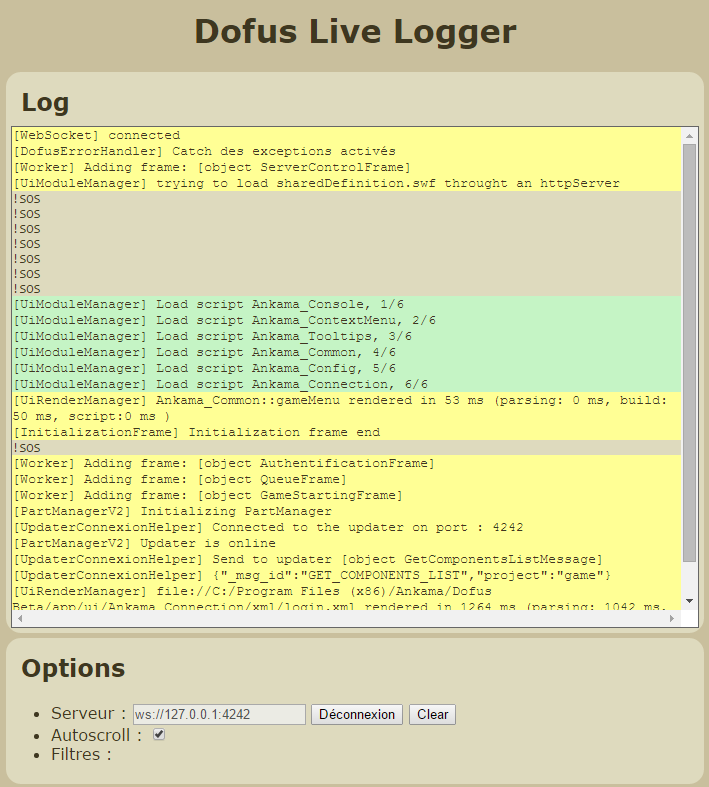 Dofus Live Logger
Log
[WebSocket] connected
[DofusErrorHandler] Catch des exceptions activés
[Worker] Adding frame: [object ServerControlFrame]
[UiModuleManager] trying to load sharedDefinition.swf throught an httpServer
!SOS
!SOS
!SOS
!SOS
!SOS
!SOS
!SOS
[UiModuleManager] Load script Ankama_Console, 1/6
[UiModuleManager] Load script Ankama_ContextMenu, 2/6
[UiModuleManager] Load script Ankama_Tooltips, 3/6
[UiModuleManager] Load script Ankama_Common, 4/6
[UiModuleManager] Load script Ankama_Config, 5/6
[UiModuleManager] Load script Ankama_Connection, 6/6
[UiRenderManager] Ankama_Common::gameMenu rendered in 53 ms (parsing: 0 ms, build:
50 ms, script:0 ms )
[InitializationFrame] Initialization frame end
!SOS
[Worker] Adding frame: [object AuthentificationFrame]
[Worker] Adding frame: [object QueueFrame]
[Worker] Adding frame: [object GameStartingFrame]
[PartManagerV2] Initializing PartManager
[UpdaterConnexionHelper] Connected to the updater on port : 4242
[PartManagerV2] Updater is online
[UpdaterConnexionHelper] Send to updater [object GetComponentsListMessage]
[UpdaterConnexionHelper] {"_msg_id":"GET_COMPONENTS_LIST","project":"game"}
[UiRenderManager] file://C:/Program Files (x86)/Ankama/Dofus
Beta/app/ui/Ankama_Connection/xml/login.xml rendered in 1264 ms (parsing: 1042 ms,
Options
Serveur : ws://127.0.0.1:4242 Déconnexion Clear
Autoscroll :
Filtres :